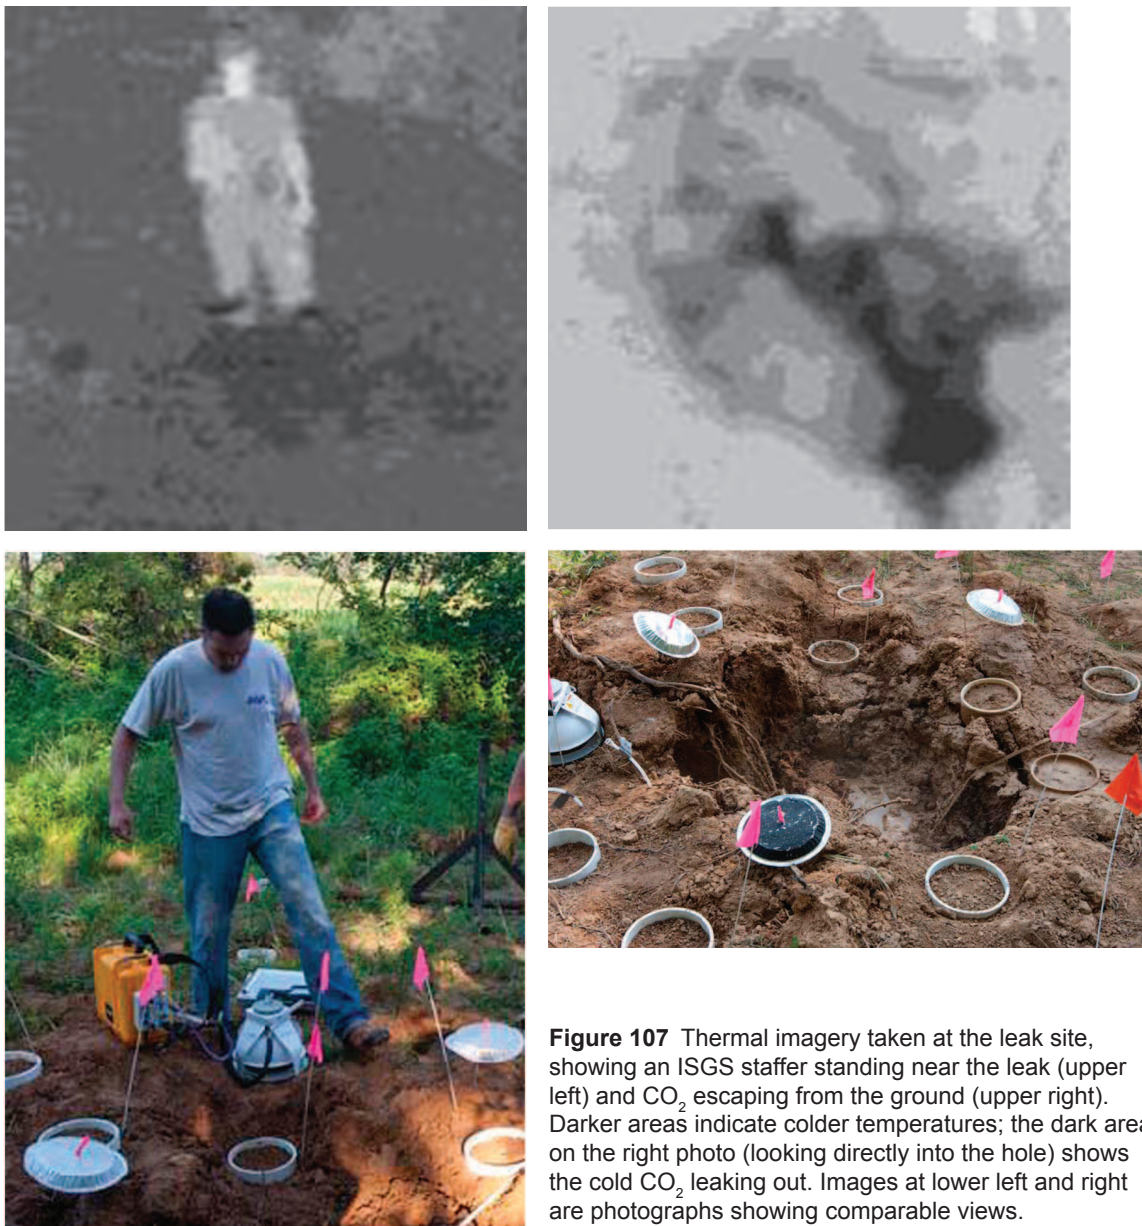 Figure 107 Thermal imagery taken at the leak site,
showing an ISGS staffer standing near the leak (upper
left) and CO₂ escaping from the ground (upper right).
Darker areas indicate colder temperatures; the dark area
on the right photo (looking directly into the hole) shows
the cold CO₂ leaking out. Images at lower left and right
are photographs showing comparable views.